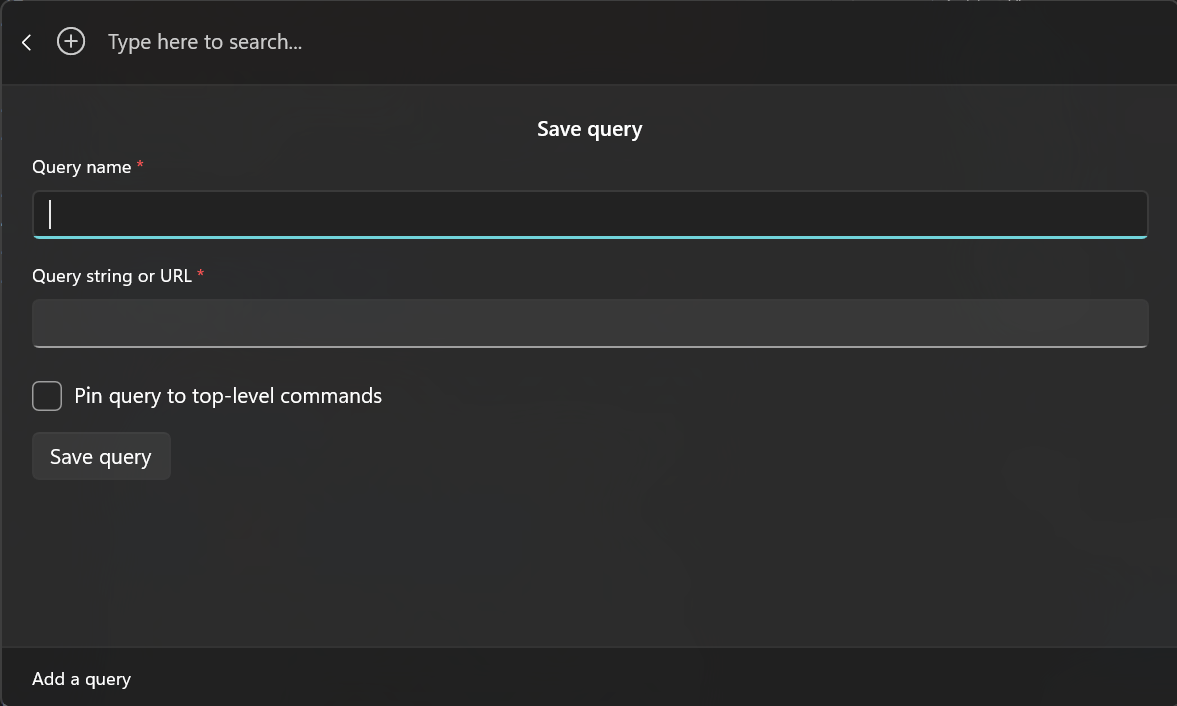 Type here to search...
Save query
Query name *
Query string or URL *
Pin query to top-level commands
Save query
Add a query